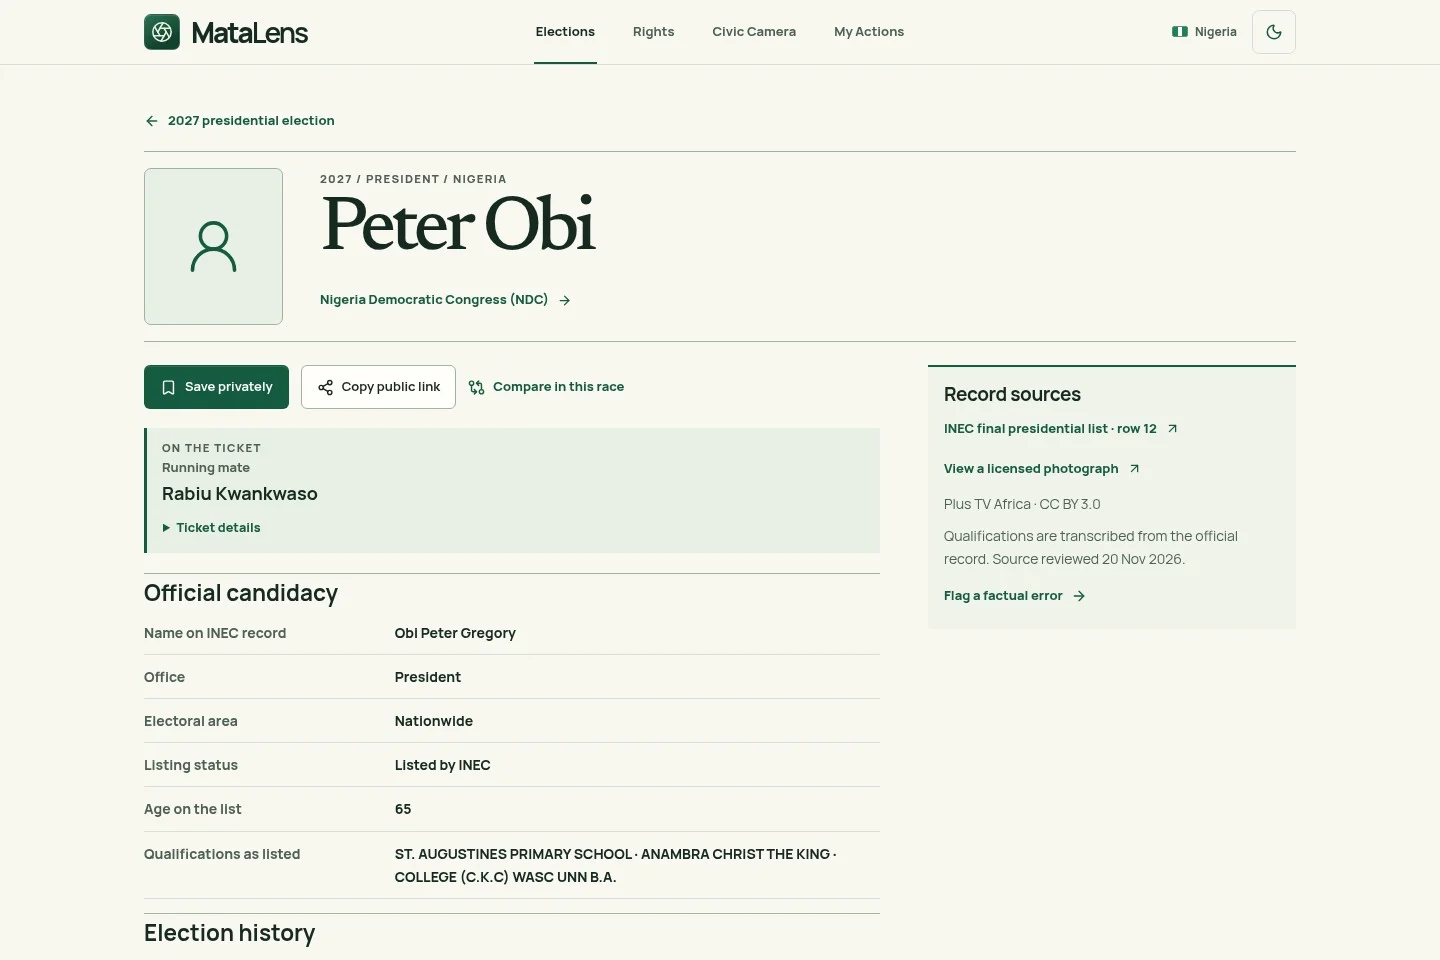 MataLens
Elections
Rights
Civic Camera
My Actions
Nigeria
2027 presidential election
2027 / PRESIDENT / NIGERIA
Peter Obi
Nigeria Democratic Congress (NDC)
Save privately
Copy public link
Compare in this race
ON THE TICKET
Running mate
Rabiu Kwankwaso
Ticket details
Official candidacy
Name on INEC record
Obi Peter Gregory
Office
President
Electoral area
Nationwide
Listing status
Listed by INEC
Age on the list
65
Qualifications as listed
ST. AUGUSTINES PRIMARY SCHOOL · ANAMBRA CHRIST THE KING ·
COLLEGE (C.K.C) WASC UNN B.A.
Election history
Record sources
INEC final presidential list · row 12
View a licensed photograph
Plus TV Africa · CC BY 3.0
Qualifications are transcribed from the official
record. Source reviewed 20 Nov 2026.
Flag a factual error